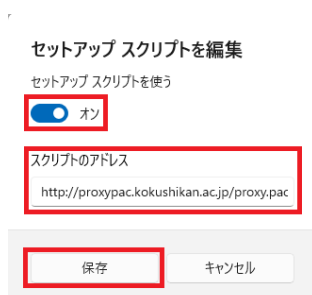 セットアップ スクリプトを編集
セットアップ スクリプトを使う
オン
スクリプトのアドレス
http://proxypac.kokushikan.ac.jp/proxy.pac
保存
キャンセル